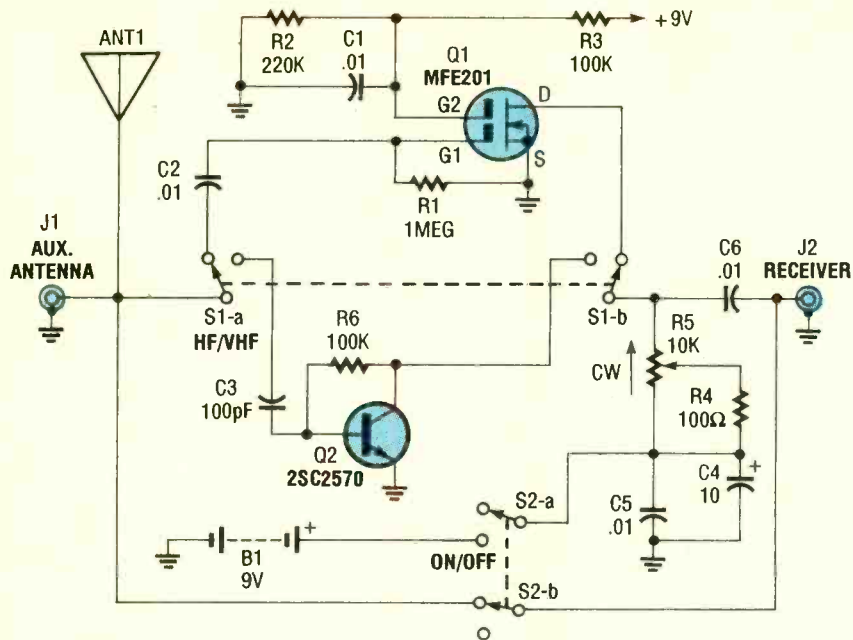 ANT1
R2
220K
C1
.01
Q1
MFE201
R3
100K
+9V
G2
D
G1
S
C2
.01
R1
1MEG
J1
AUX.
ANTENNA
S1-a
HF/VHF
S1-b
C6
.01
J2
RECEIVER
R6
100K
R5
10K
CW
R4
100Ω
C3
100pF
Q2
2SC2570
S2-a
C5
.01
C4
10
+
+
B1
9V
ON/OFF
S2-b